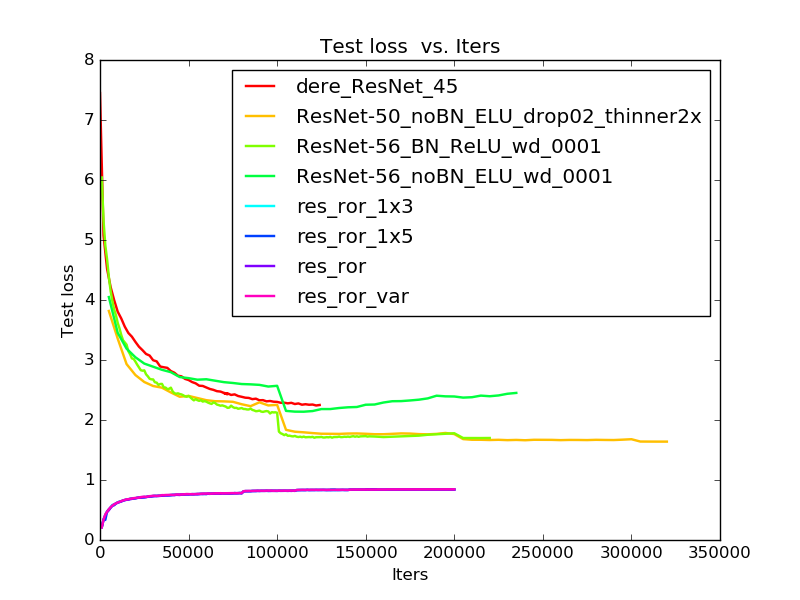 Test loss  vs. Iters
8
7
6
5
4
3
2
1
0
Test loss
dere_ResNet_45
ResNet-50_noBN_ELU_drop02_thinner2x
ResNet-56_BN_ReLU_wd_0001
ResNet-56_noBN_ELU_wd_0001
res_ror_1x3
res_ror_1x5
res_ror
res_ror_var
0 50000 100000 150000 200000 250000 300000 350000
Iters